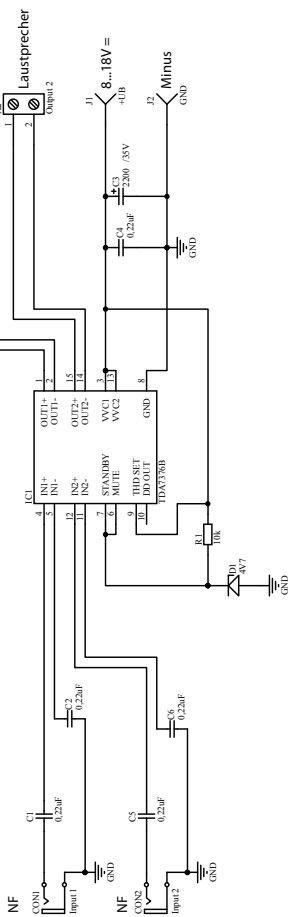 NF
CON1
Input 1
GND
C1
0,22uF
C2
0,22uF
NF
CON2
Input 2
GND
C5
0,22uF
C6
0,22uF
IC1
4 IN1+ OUT1+ 1
5 IN1- OUT1- 2
12 IN2+ OUT2+ 15
11 IN2- OUT2- 14
7 STANDBY VVC1 3
6 MUTE VVC2 13
9 THD SET GND 8
10 DD OUT
TDA7376B
R1
10k
D1
4V7
GND
C4
0,22uF
GND
+ C3
2200 /35V
1
2
Output 2
Laustprecher
J1
+UB
8...18V =
J2
GND
Minus